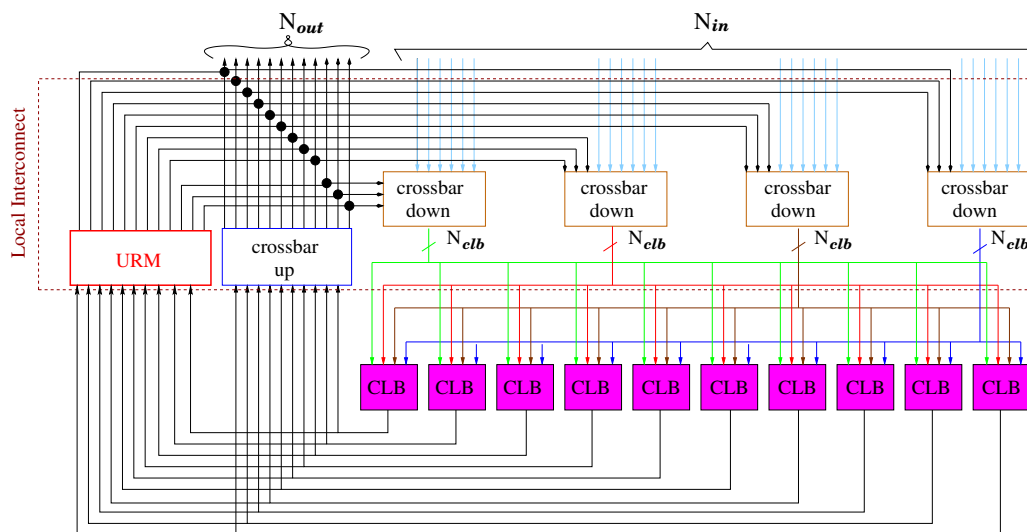 N_out
N_in
Local Interconnect
crossbar
down
crossbar
down
crossbar
down
crossbar
down
URM
crossbar
up
N_clb
N_clb
N_clb
N_clb
CLB
CLB
CLB
CLB
CLB
CLB
CLB
CLB
CLB
CLB